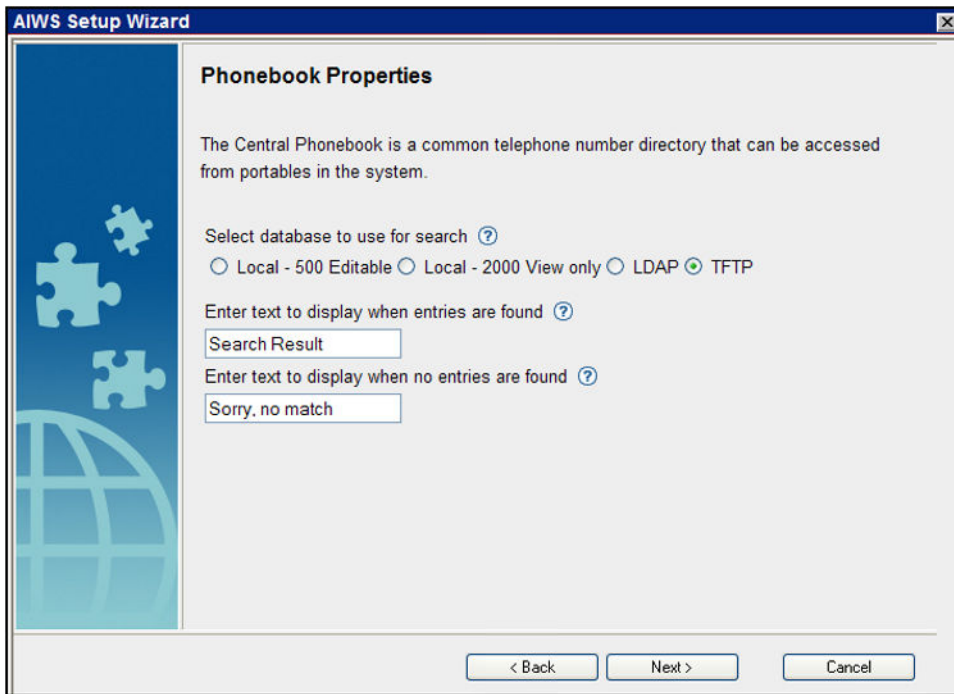 AIWS Setup Wizard
Phonebook Properties
The Central Phonebook is a common telephone number directory that can be accessed
from portables in the system.
Select database to use for search ?
Local - 500 Editable Local - 2000 View only LDAP TFTP
Enter text to display when entries are found ?
Search Result
Enter text to display when no entries are found ?
Sorry, no match
< Back Next > Cancel